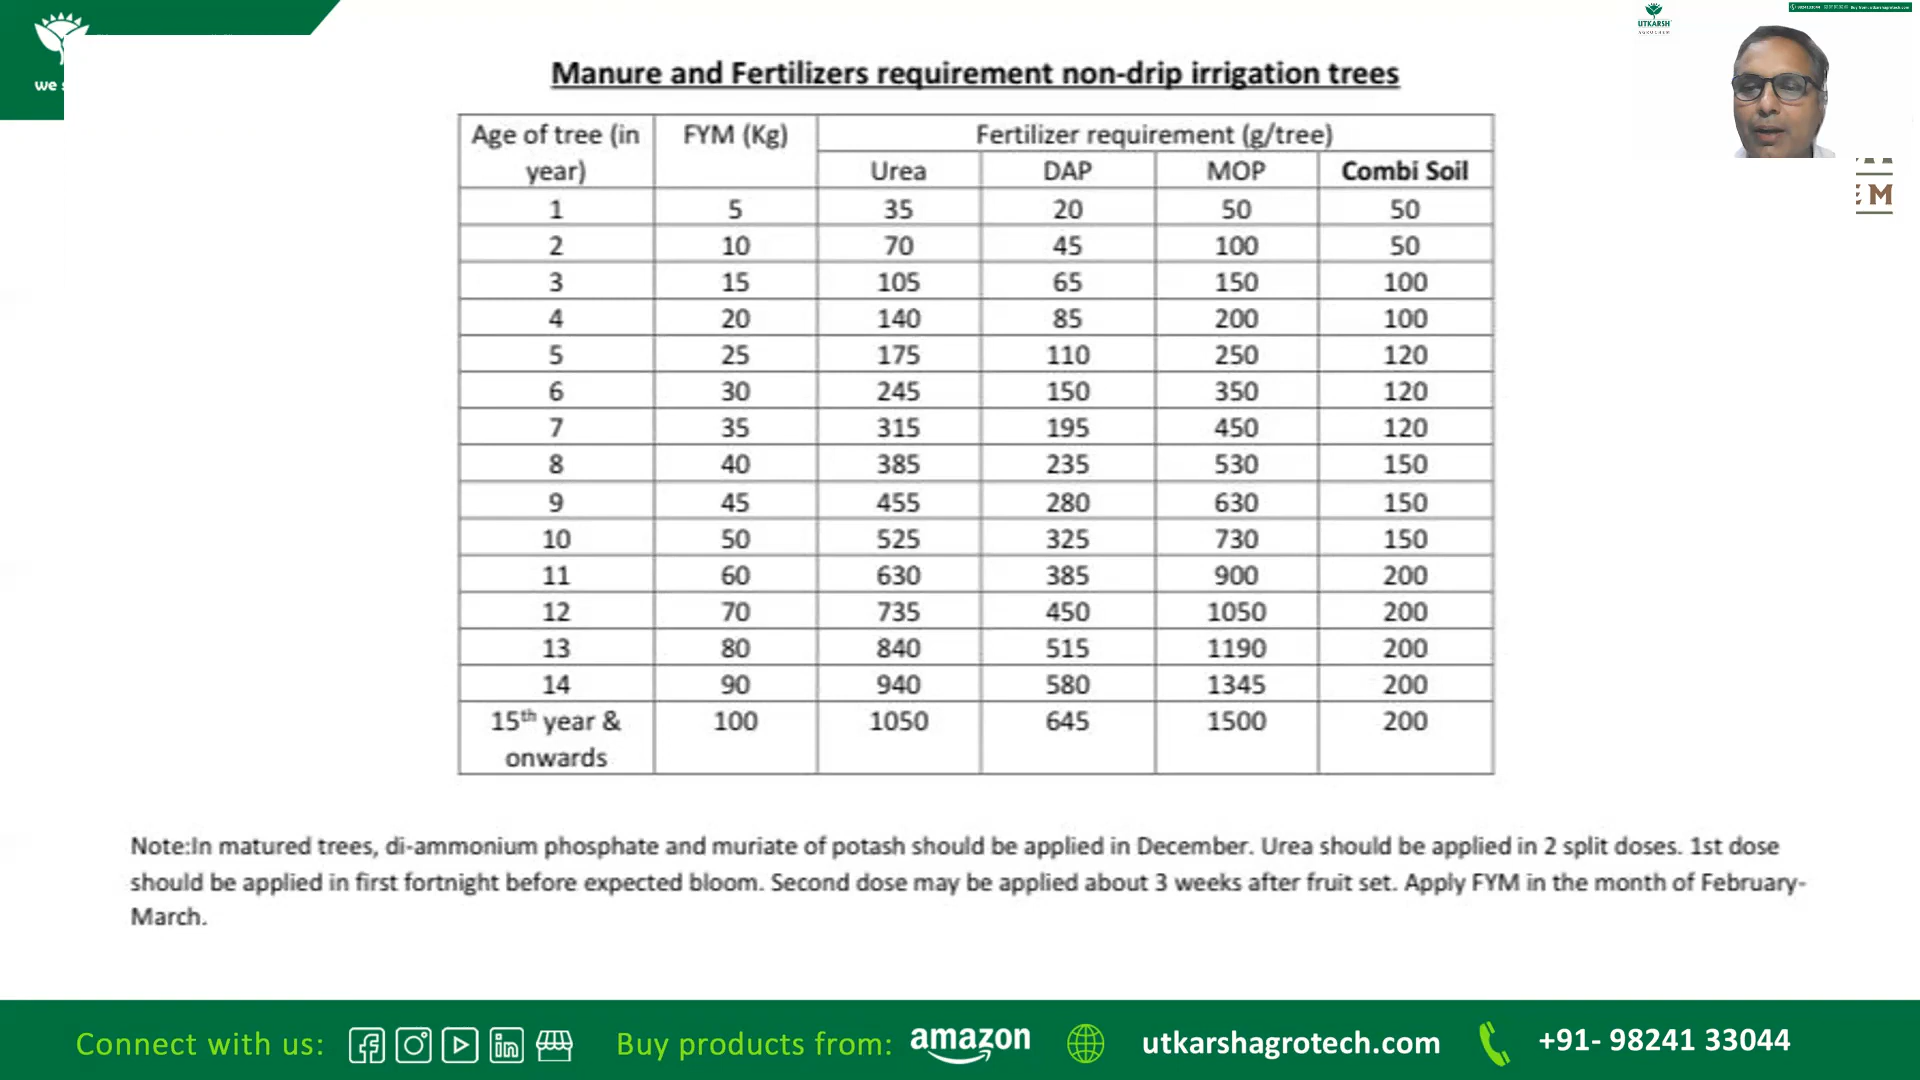 we
UTKARSH
AGROCHEM
Manure and Fertilizers requirement non-drip irrigation trees
Age of tree (in year) FYM (Kg) Fertilizer requirement (g/tree)
Urea DAP MOP Combi Soil
1 5 35 20 50 50
2 10 70 45 100 50
3 15 105 65 150 100
4 20 140 85 200 100
5 25 175 110 250 120
6 30 245 150 350 120
7 35 315 195 450 120
8 40 385 235 530 150
9 45 455 280 630 150
10 50 525 325 730 150
11 60 630 385 900 200
12 70 735 450 1050 200
13 80 840 515 1190 200
14 90 940 580 1345 200
15th year & onwards 100 1050 645 1500 200
Note:In matured trees, di-ammonium phosphate and muriate of potash should be applied in December. Urea should be applied in 2 split doses. 1st dose
should be applied in first fortnight before expected bloom. Second dose may be applied about 3 weeks after fruit set. Apply FYM in the month of February-
March.
Connect with us: Buy products from: amazon utkarshagrotech.com +91- 98241 33044